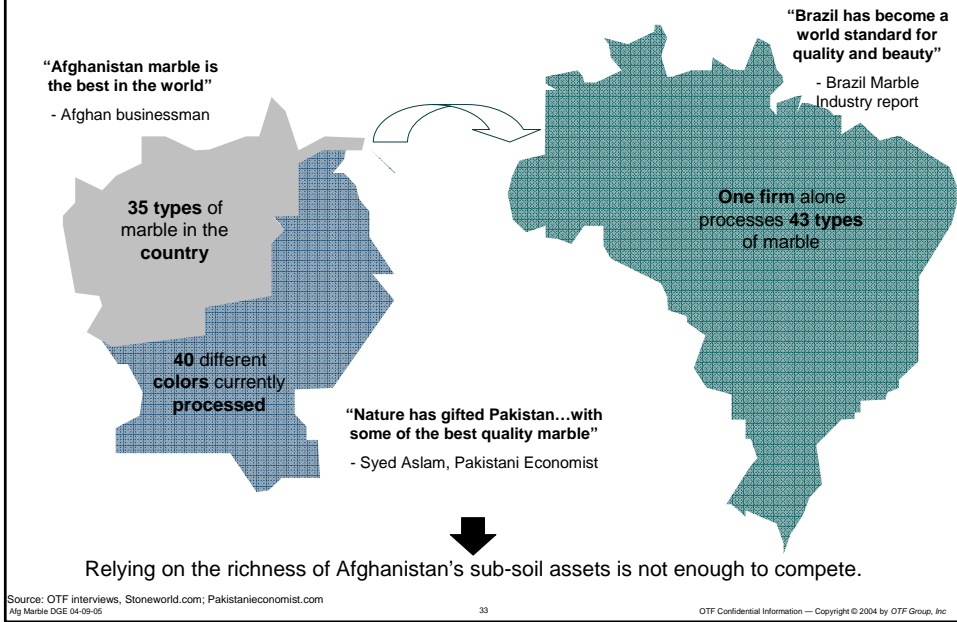 “Afghanistan marble is
the best in the world”
- Afghan businessman
“Brazil has become a
world standard for
quality and beauty”
- Brazil Marble
Industry report
35 types of
marble in the
country
One firm alone
processes 43 types
of marble
40 different
colors currently
processed
“Nature has gifted Pakistan…with
some of the best quality marble”
- Syed Aslam, Pakistani Economist
Relying on the richness of Afghanistan’s sub-soil assets is not enough to compete.
Source: OTF interviews, Stoneworld.com; Pakistanieconomist.com
Afg Marble DGE 04-09-05
33
OTF Confidential Information — Copyright © 2004 by OTF Group, Inc